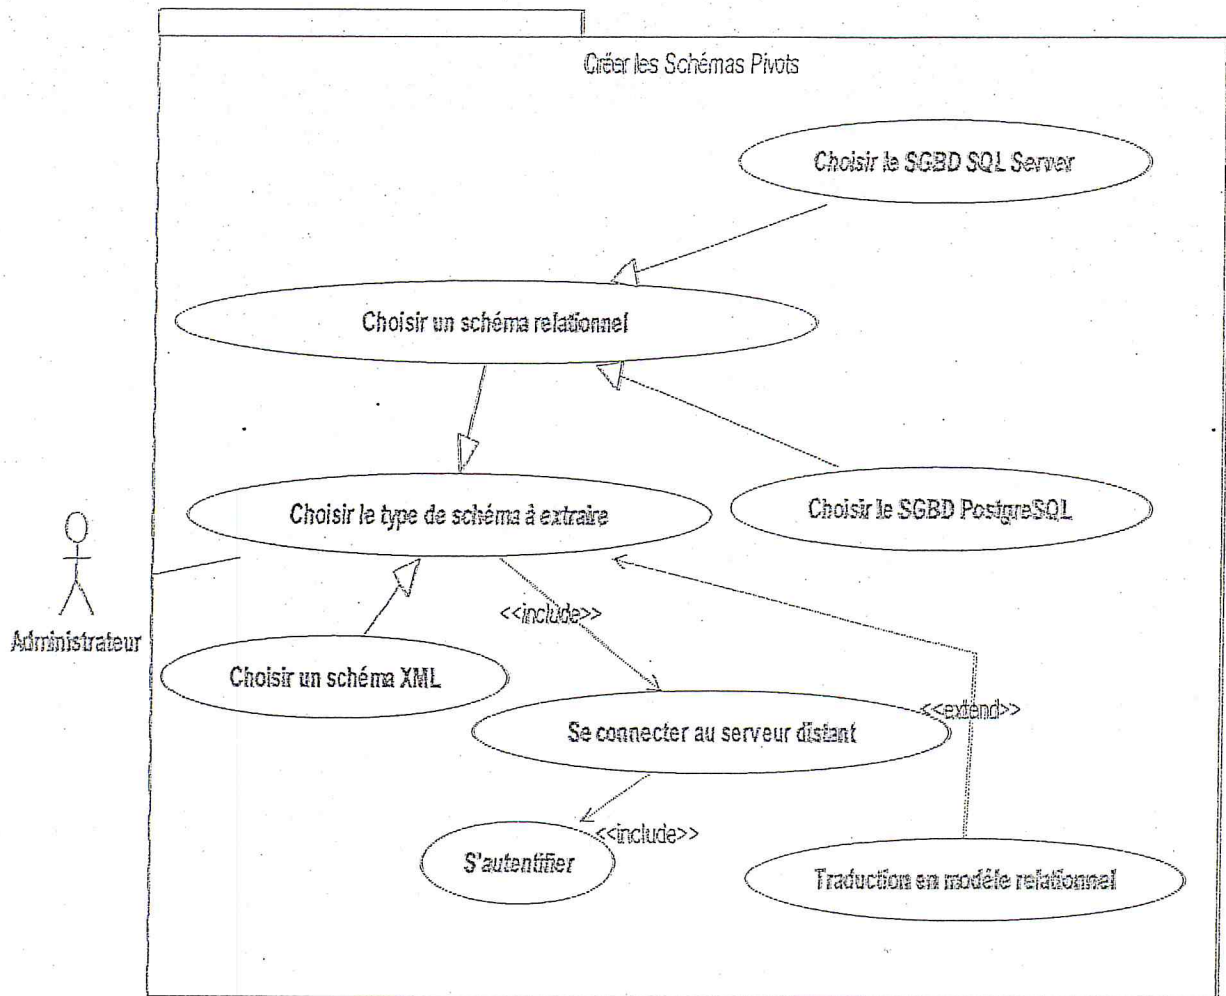 Créer les Schémas Pivots
Choisir le SGBD SQL Server
Choisir un schéma relationnel
Choisir le type de schéma à extraire
Choisir le SGBD PostgreSQL
<<include>>
Administrateur
Choisir un schéma XML
<<extend>>
Se connecter au serveur distant
<<include>>
S'autentifier
Traduction en modéle relationnel